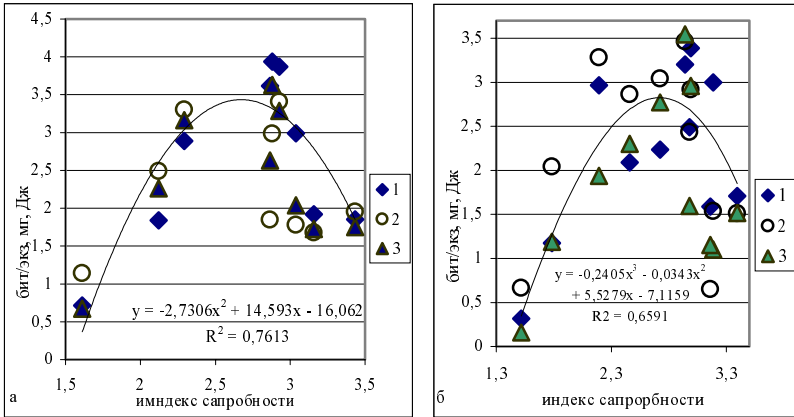 4,5
4
3,5
3
2,5
2
1,5
1
0,5
0
бит/экз, мг, Дж
1,5 2 2,5 3 3,5
имндекс сапробности
y = -2,7306x² + 14,593x - 16,062
R² = 0,7613
1
2
3
а
3,5
3
2,5
2
1,5
1
0,5
0
бит/экз, мг, Дж
1,3 2,3 3,3
индекс сапрорбности
y = -0,2405x³ - 0,0343x²
+ 5,5279x - 7,1159
R2 = 0,6591
1
2
3
б